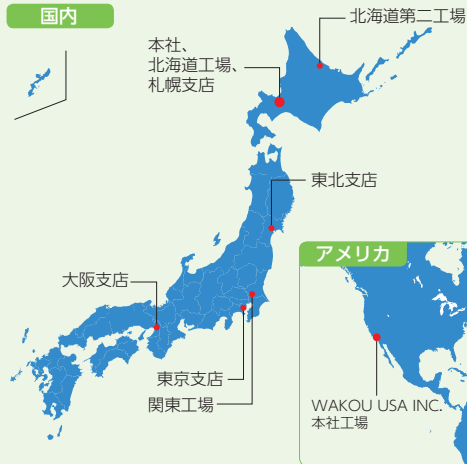 国内
北海道第二工場
本社、
北海道工場、
札幌支店
東北支店
大阪支店
東京支店
関東工場
アメリカ
WAKOU USA INC.
本社工場